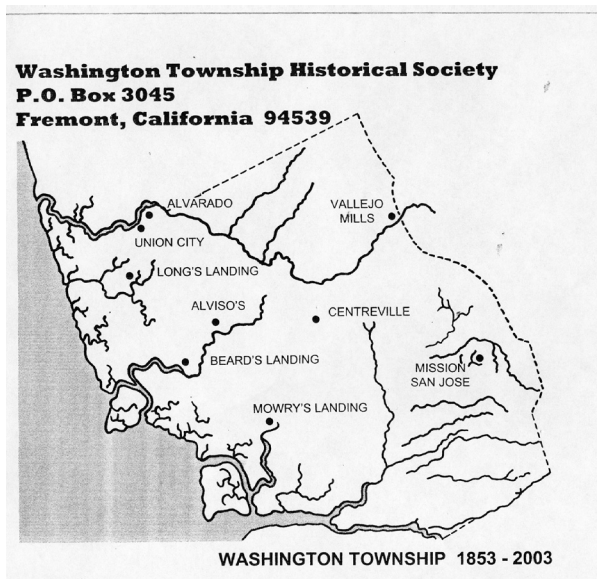 Washington Township Historical Society
P.O. Box 3045
Fremont, California 94539
ALVARADO
VALLEJO
MILLS
UNION CITY
LONG'S LANDING
ALVISO'S
CENTREVILLE
BEARD'S LANDING
MISSION
SAN JOSE
MOWRY'S LANDING
WASHINGTON TOWNSHIP 1853 - 2003